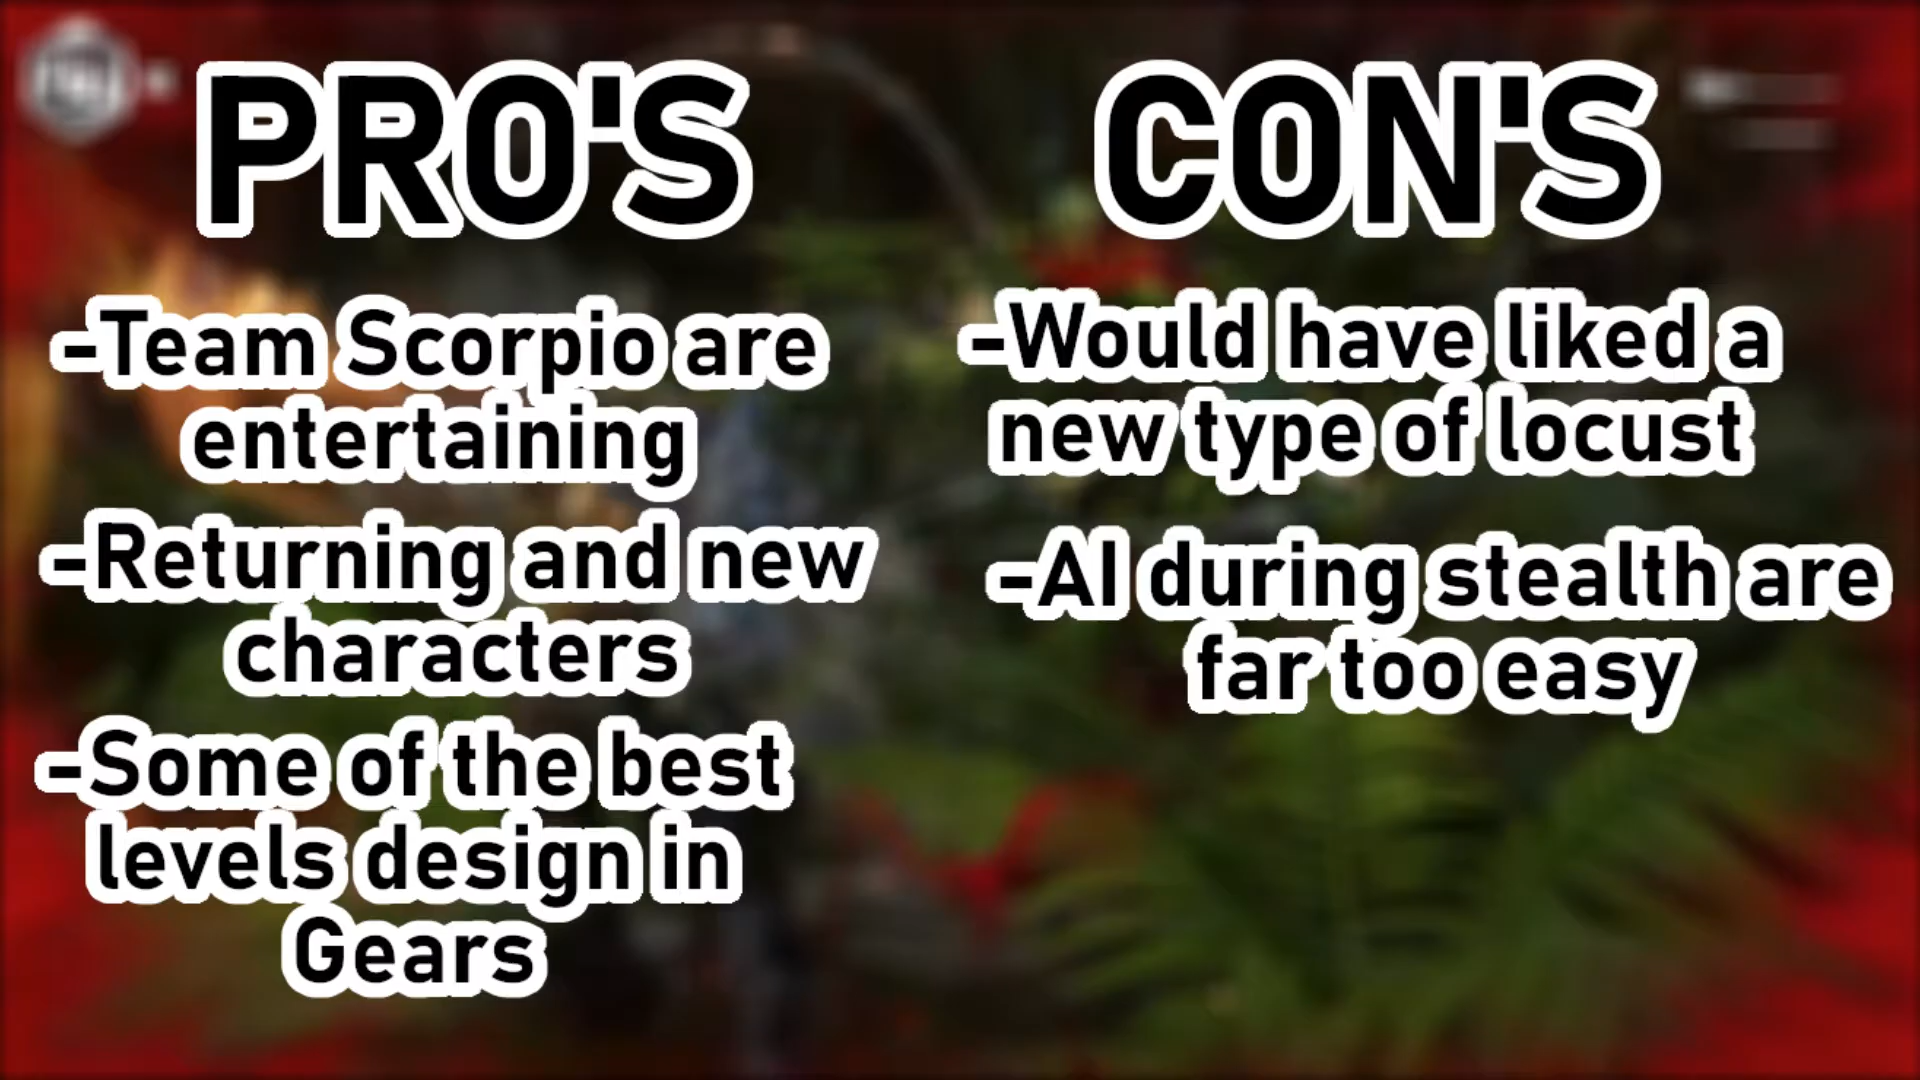 PRO'S
-Team Scorpio are
entertaining
-Returning and new
characters
-Some of the best
levels design in
Gears
CON'S
-Would have liked a
new type of locust
-AI during stealth are
far too easy